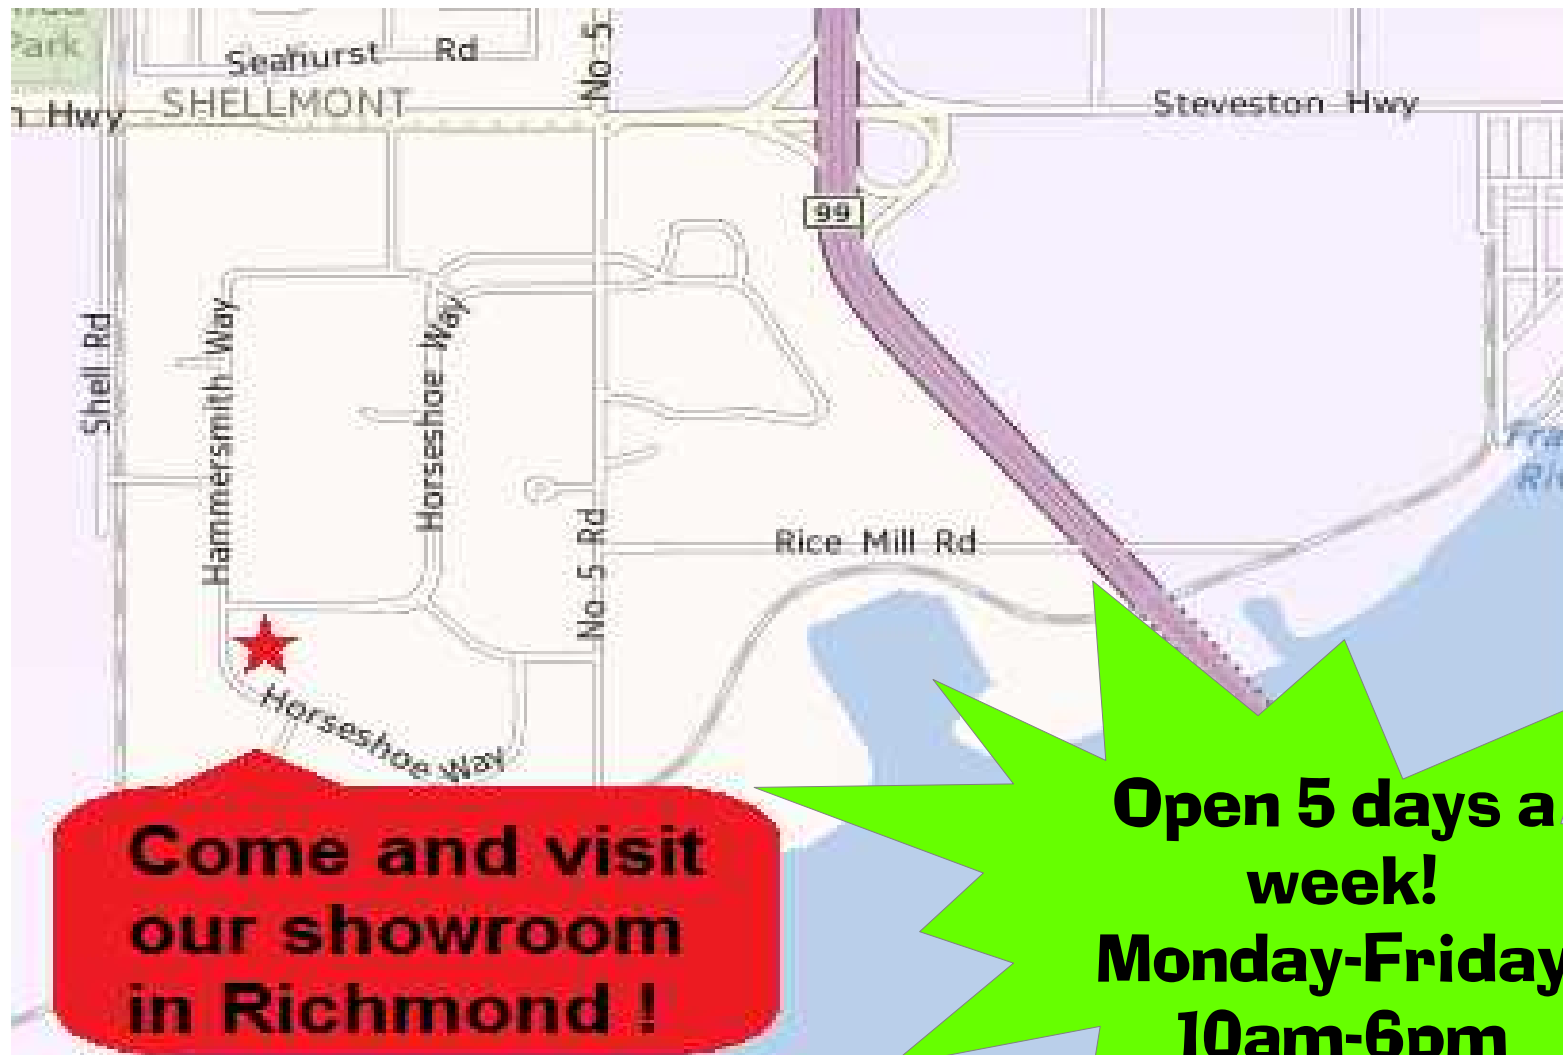 Park
Seahurst Rd
No 5
n Hwy
SHELLMONT
Steveston Hwy
99
Shell Rd
Hammersmith Way
Horseshoe Way
No 5 Rd
Rice Mill Rd
Fra
Riv
Horseshoe Way
Come and visit
our showroom
in Richmond !
Open 5 days a
week!
Monday-Friday
10am-6pm